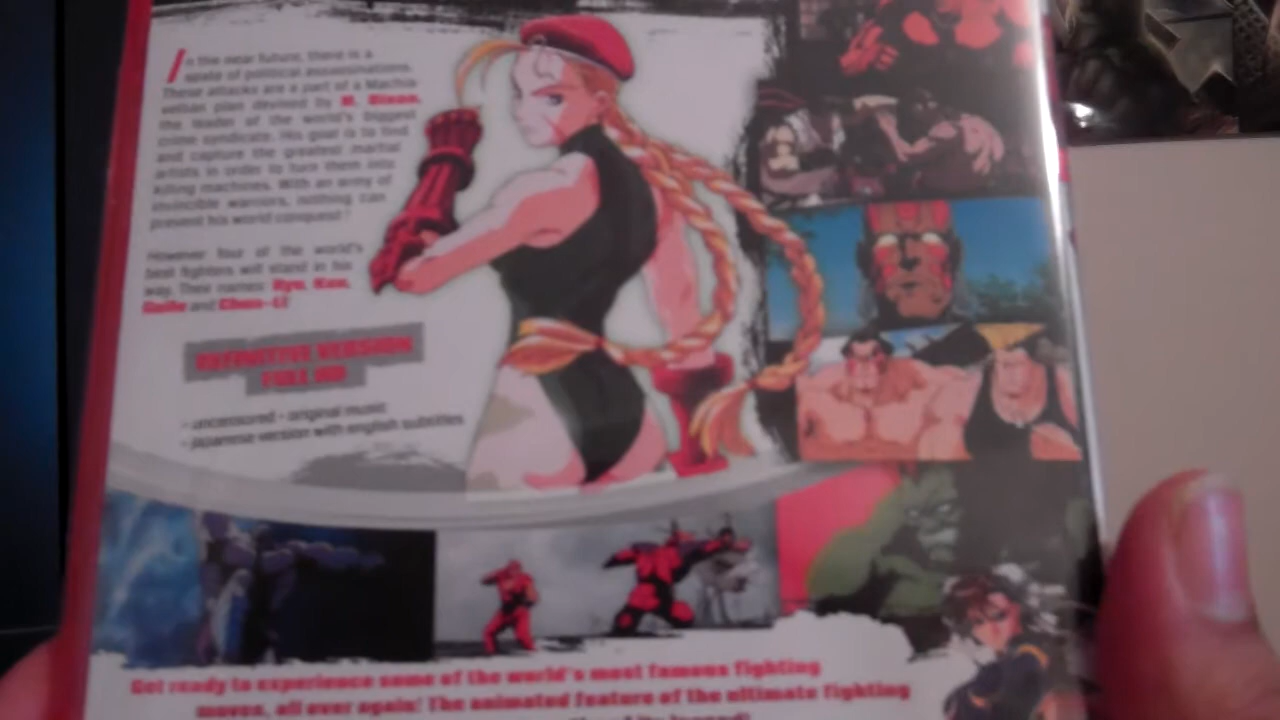 In the near future, there is a
spate of political assassinations.
These attacks are a part of a Machia
vellian plan devised by M. Bison,
the leader of the world's biggest
crime syndicate. His goal is to find
and capture the greatest martial
artists in order to turn them into
killing machines. With an army of
invincible warriors, nothing can
prevent his world conquest!
However four of the world's
best fighters will stand in his
way. Their names: Ryu, Ken,
Guile and Chun-Li!
DEFINITIVE VERSION
FULL HD
- uncensored + original music
- Japanese version with english subtitles
Get ready to experience some of the world's most famous fighting
moves, all over again! The animated feature of the ultimate fighting